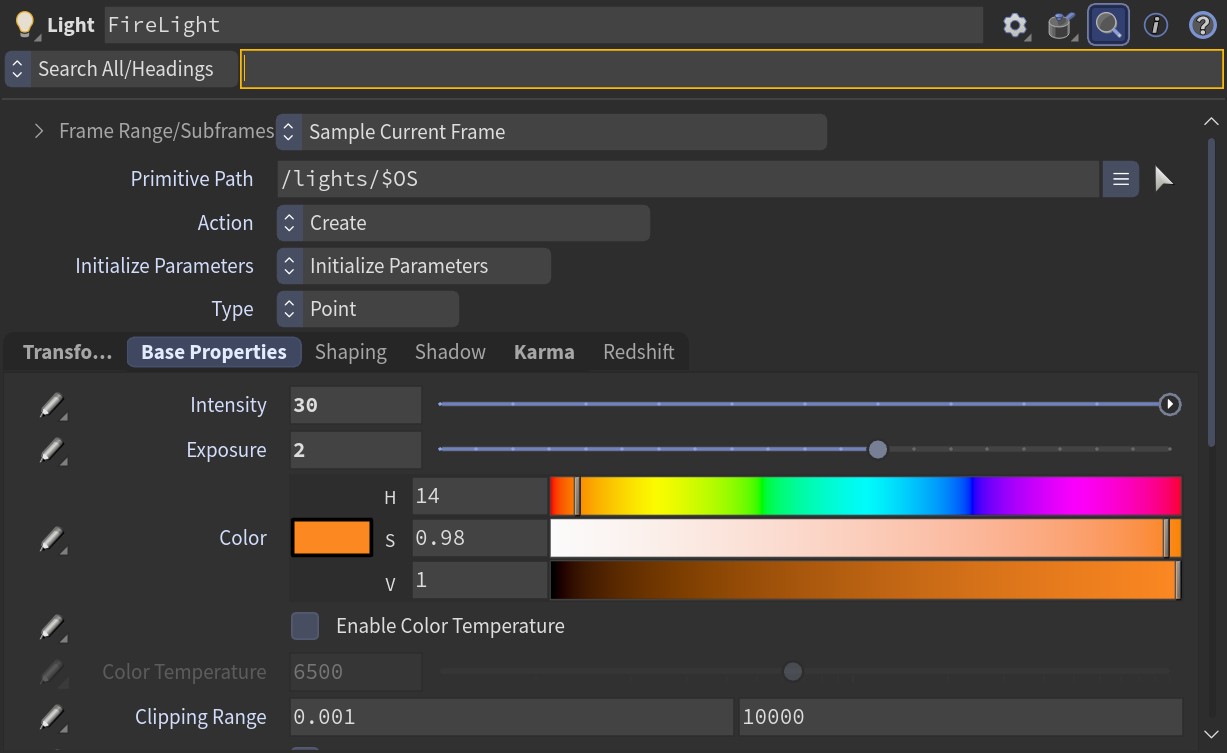 Light FireLight
Search All/Headings
Frame Range/Subframes Sample Current Frame
Primitive Path /lights/$OS
Action Create
Initialize Parameters Initialize Parameters
Type Point
Transfo... Base Properties Shaping Shadow Karma Redshift
Intensity 30
Exposure 2
H 14
Color S 0.98
V 1
Enable Color Temperature
Color Temperature 6500
Clipping Range 0.001 10000